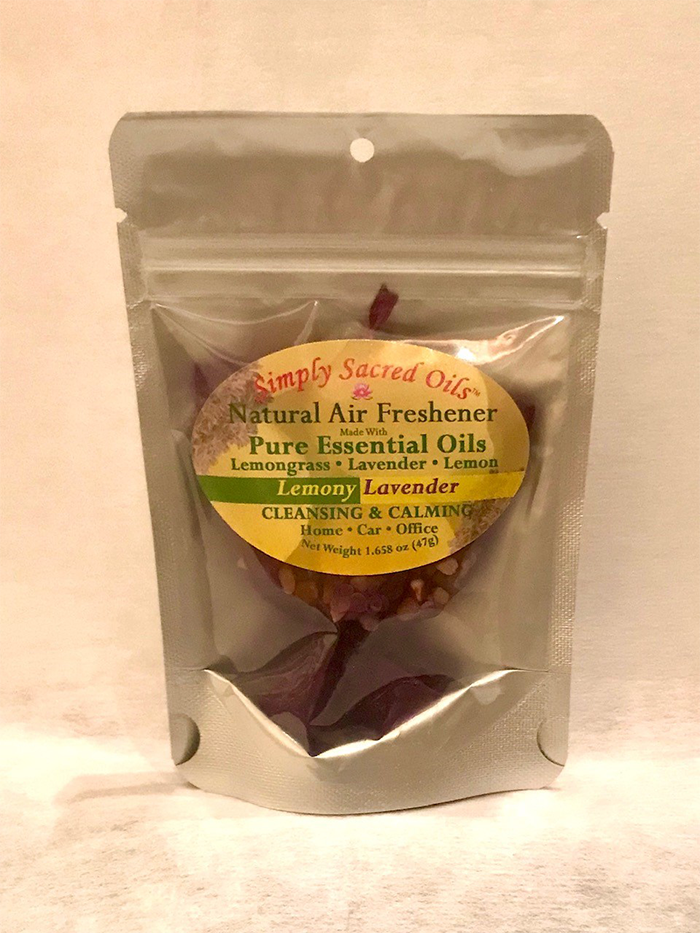 Simply Sacred Oils™
Natural Air Freshener
Made With
Pure Essential Oils
Lemongrass • Lavender • Lemon
Lemony Lavender
CLEANSING & CALMING
Home • Car • Office
Net Weight 1.658 oz (47g)